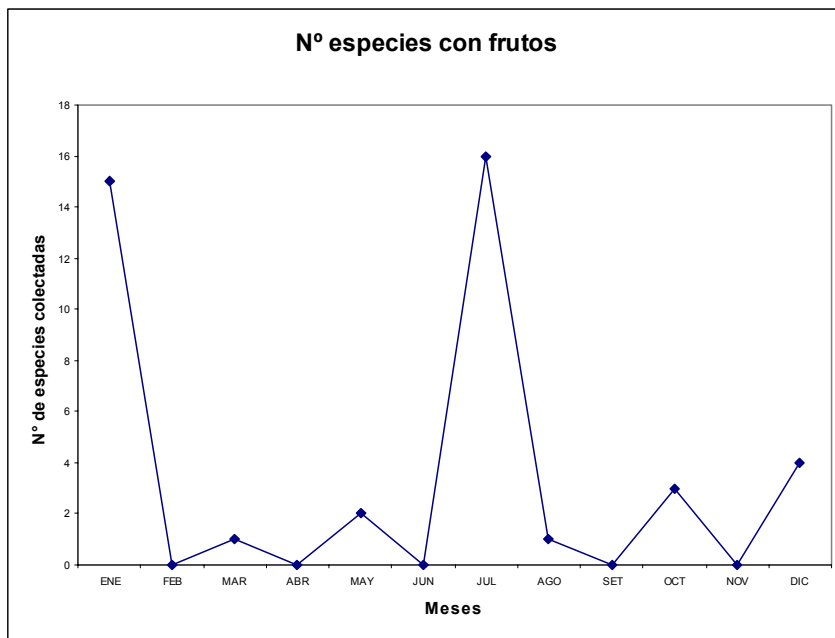 Nº especies con frutos
N° de especies colectadas
18
16
14
12
10
8
6
4
2
0
ENE FEB MAR ABR MAY JUN JUL AGO SET OCT NOV DIC
Meses